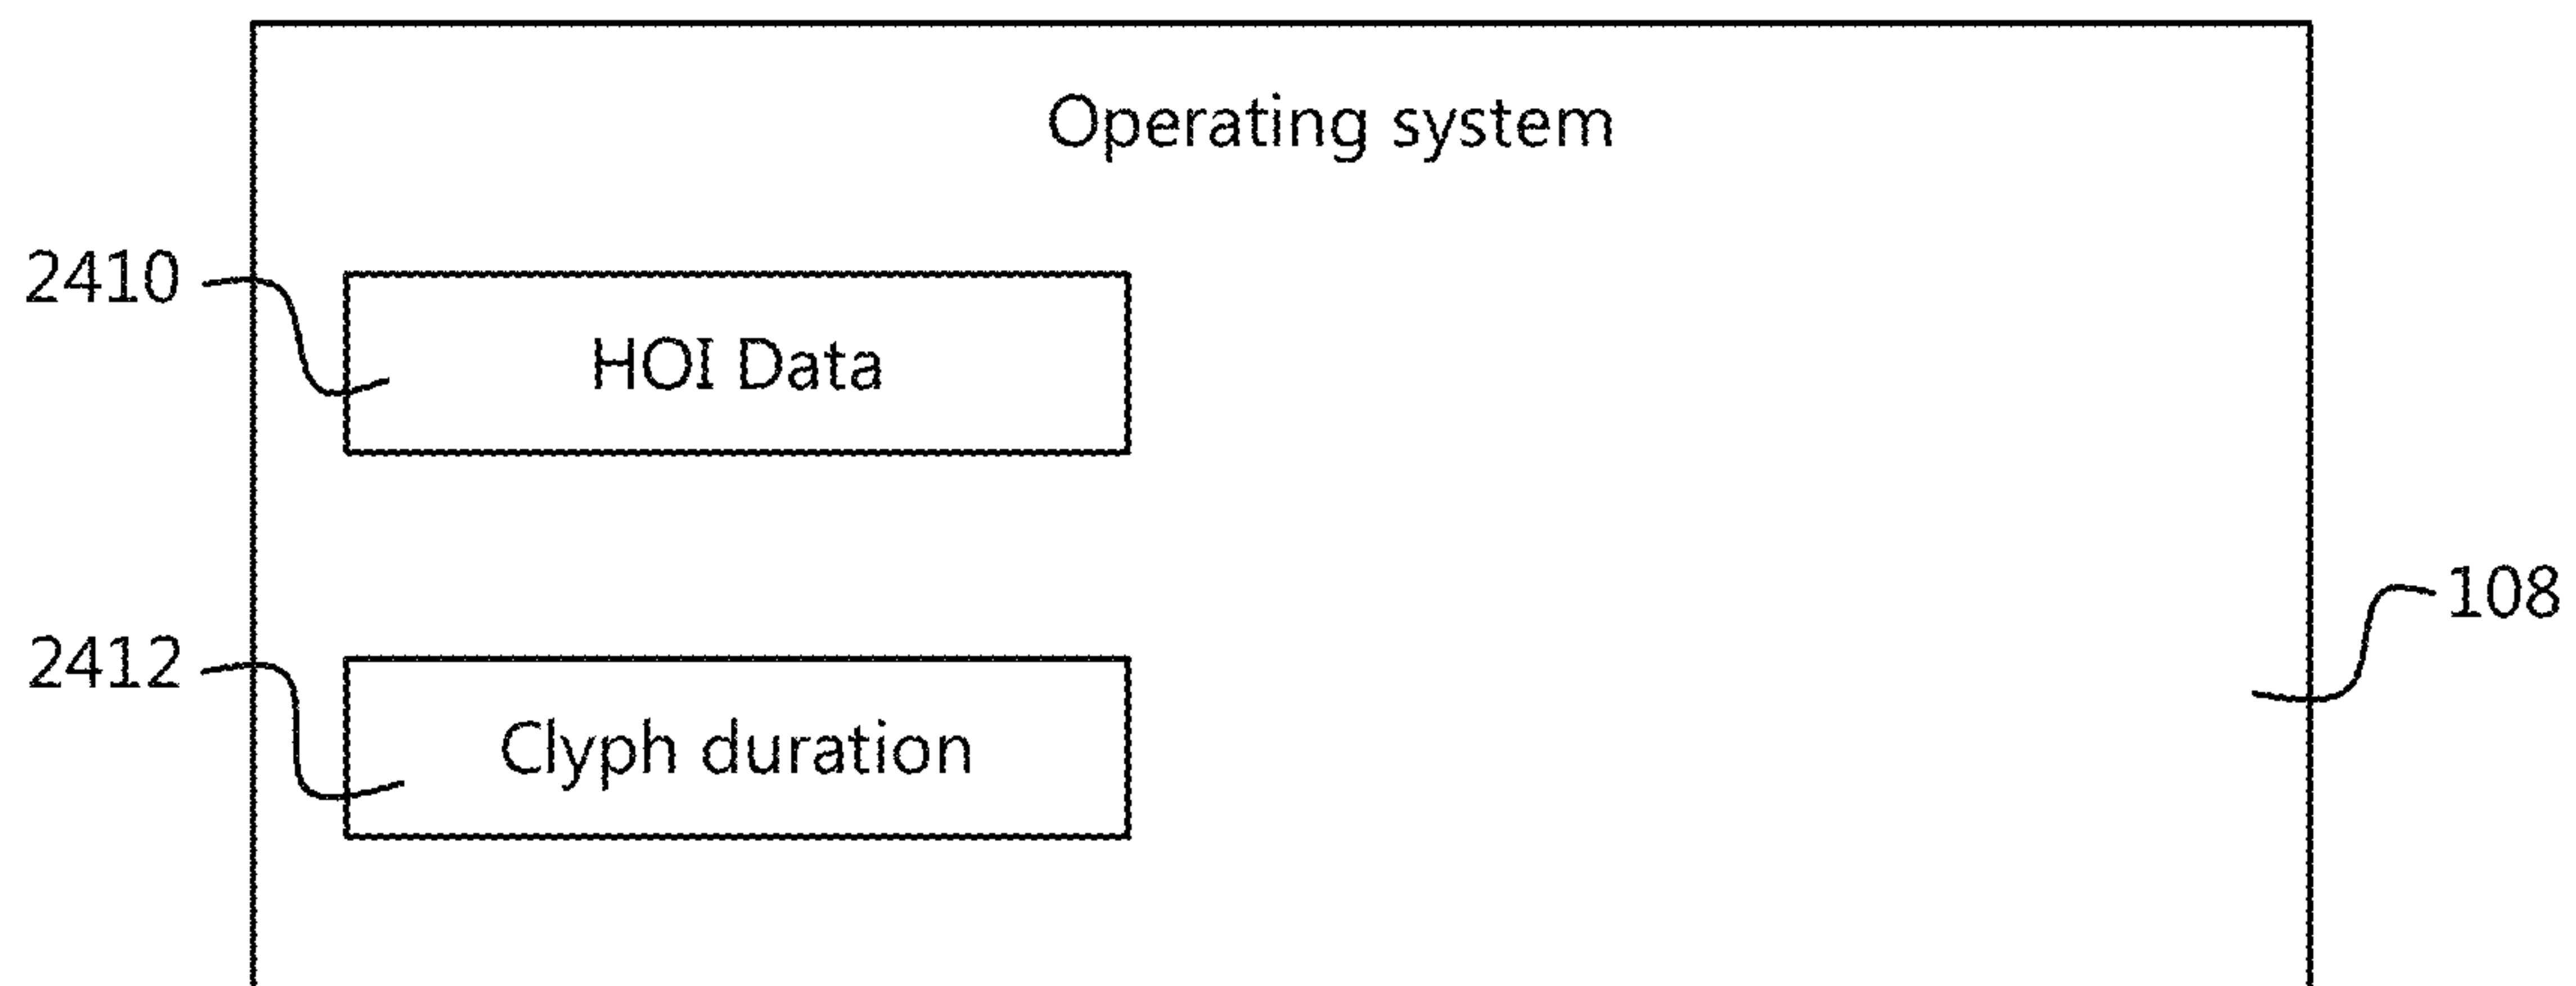 Operating system
2410
HOI Data
108
2412
Clyph duration